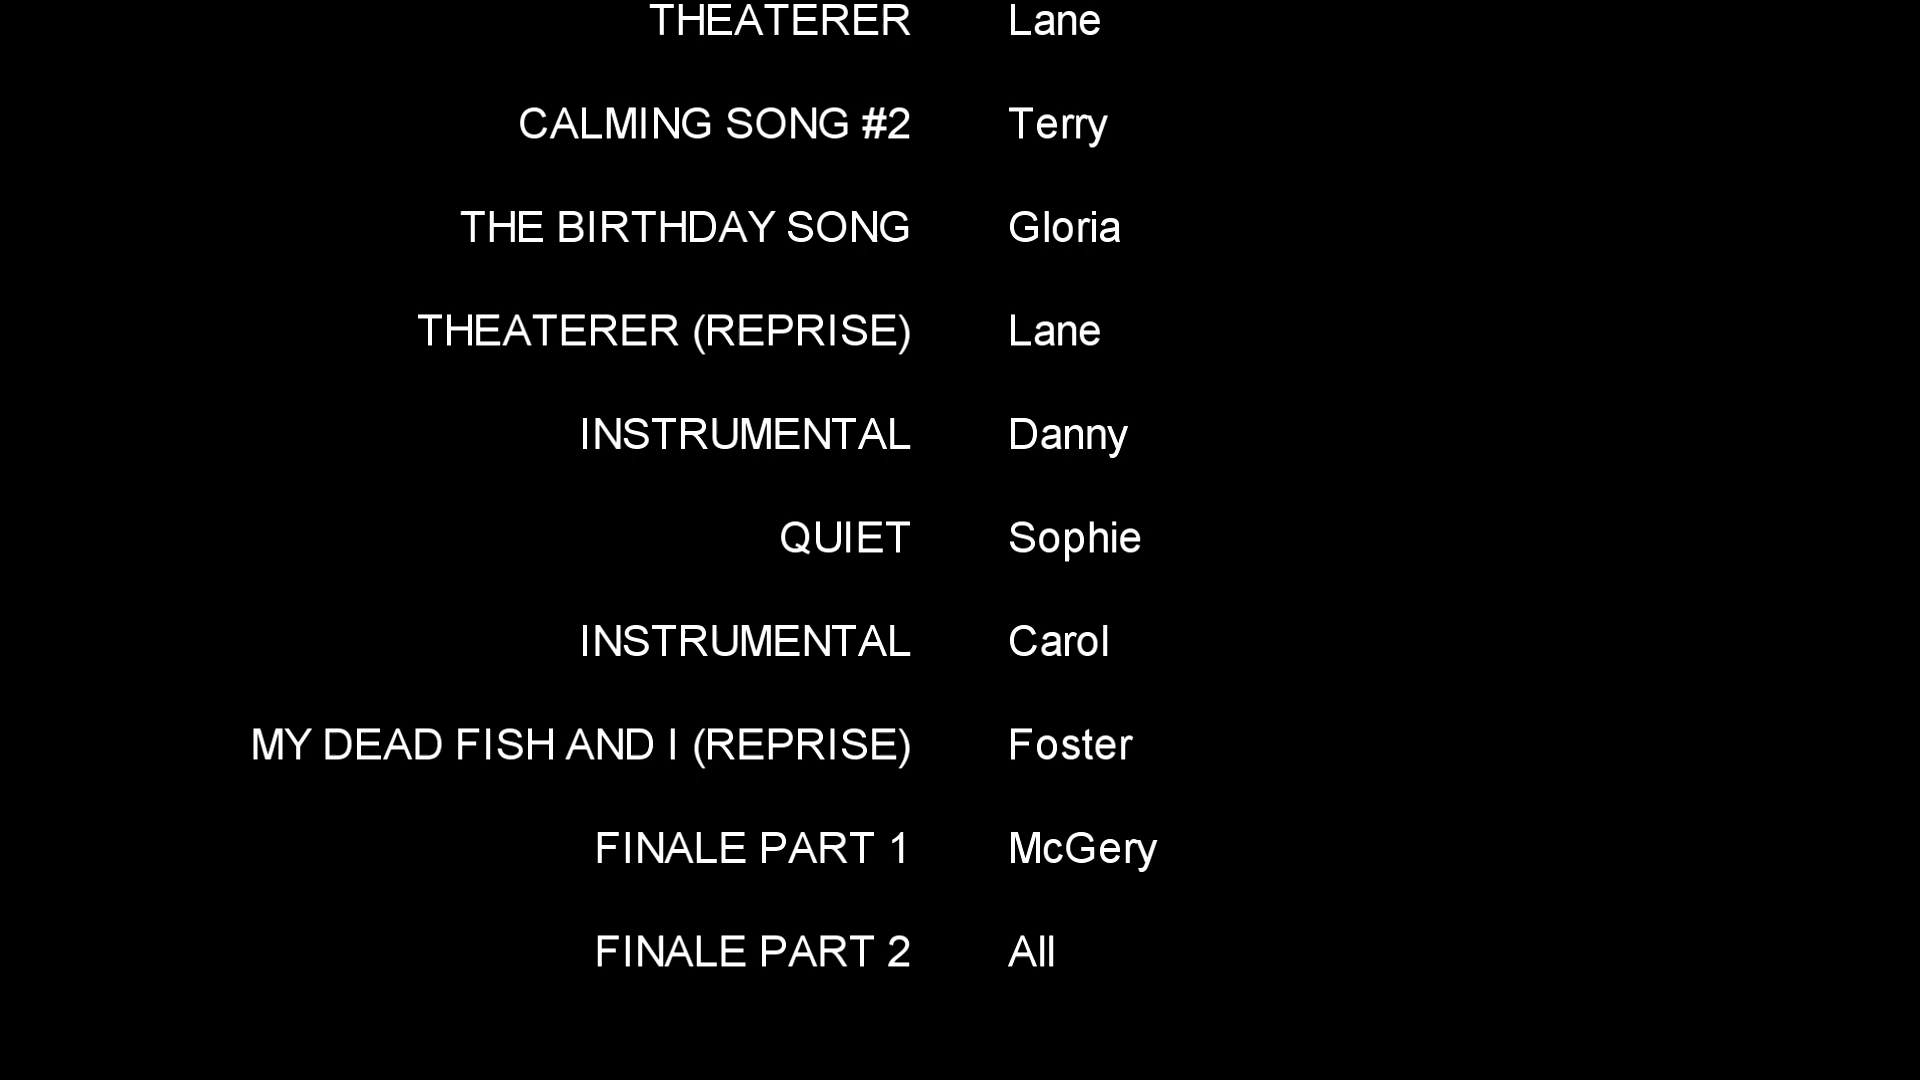 THEATERER Lane
CALMING SONG #2 Terry
THE BIRTHDAY SONG Gloria
THEATERER (REPRISE) Lane
INSTRUMENTAL Danny
QUIET Sophie
INSTRUMENTAL Carol
MY DEAD FISH AND I (REPRISE) Foster
FINALE PART 1 McGery
FINALE PART 2 All